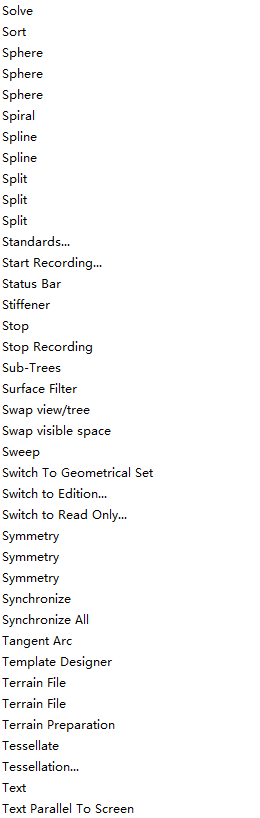 Solve
Sort
Sphere
Sphere
Sphere
Spiral
Spline
Spline
Split
Split
Split
Standards...
Start Recording...
Status Bar
Stiffener
Stop
Stop Recording
Sub-Trees
Surface Filter
Swap view/tree
Swap visible space
Sweep
Switch To Geometrical Set
Switch to Edition...
Switch to Read Only...
Symmetry
Symmetry
Symmetry
Synchronize
Synchronize All
Tangent Arc
Template Designer
Terrain File
Terrain File
Terrain Preparation
Tessellate
Tessellation...
Text
Text Parallel To Screen